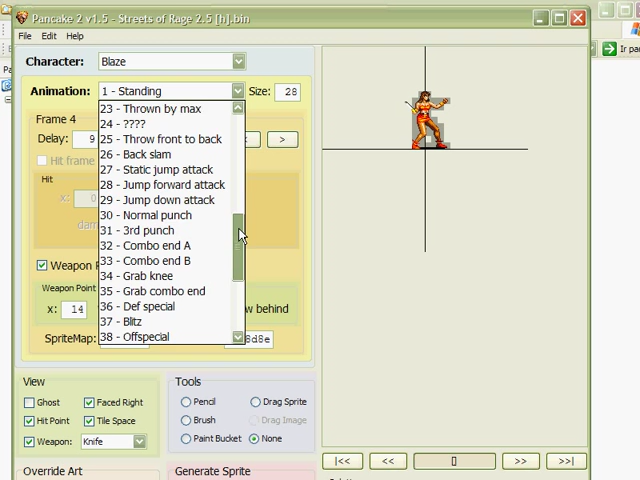 Pancake 2 v1.5 - Streets of Rage 2.5 [h].bin
File Edit Help
Ir pa
Character: Blaze
Animation: 1 - Standing Size: 28
23 - Thrown by max
24 - ????
25 - Throw front to back
26 - Back slam
27 - Static jump attack
28 - Jump forward attack
29 - Jump down attack
30 - Normal punch
31 - 3rd punch
32 - Combo end A
33 - Combo end B
34 - Grab knee
35 - Grab combo end
36 - Def special
37 - Blitz
38 - Offspecial
Frame 4
Delay: 9 >
Hit frame
Hit
x: 0
Weapon P
Weapon Point
x: 14 w behind
SpriteMap: 8d8e
View
Ghost Faced Right
Hit Point Tile Space
Weapon: Knife
Tools
Pencil Drag Sprite
Brush Drag Image
Paint Bucket None
|<< << [] >> >>|
Override Art Generate Sprite